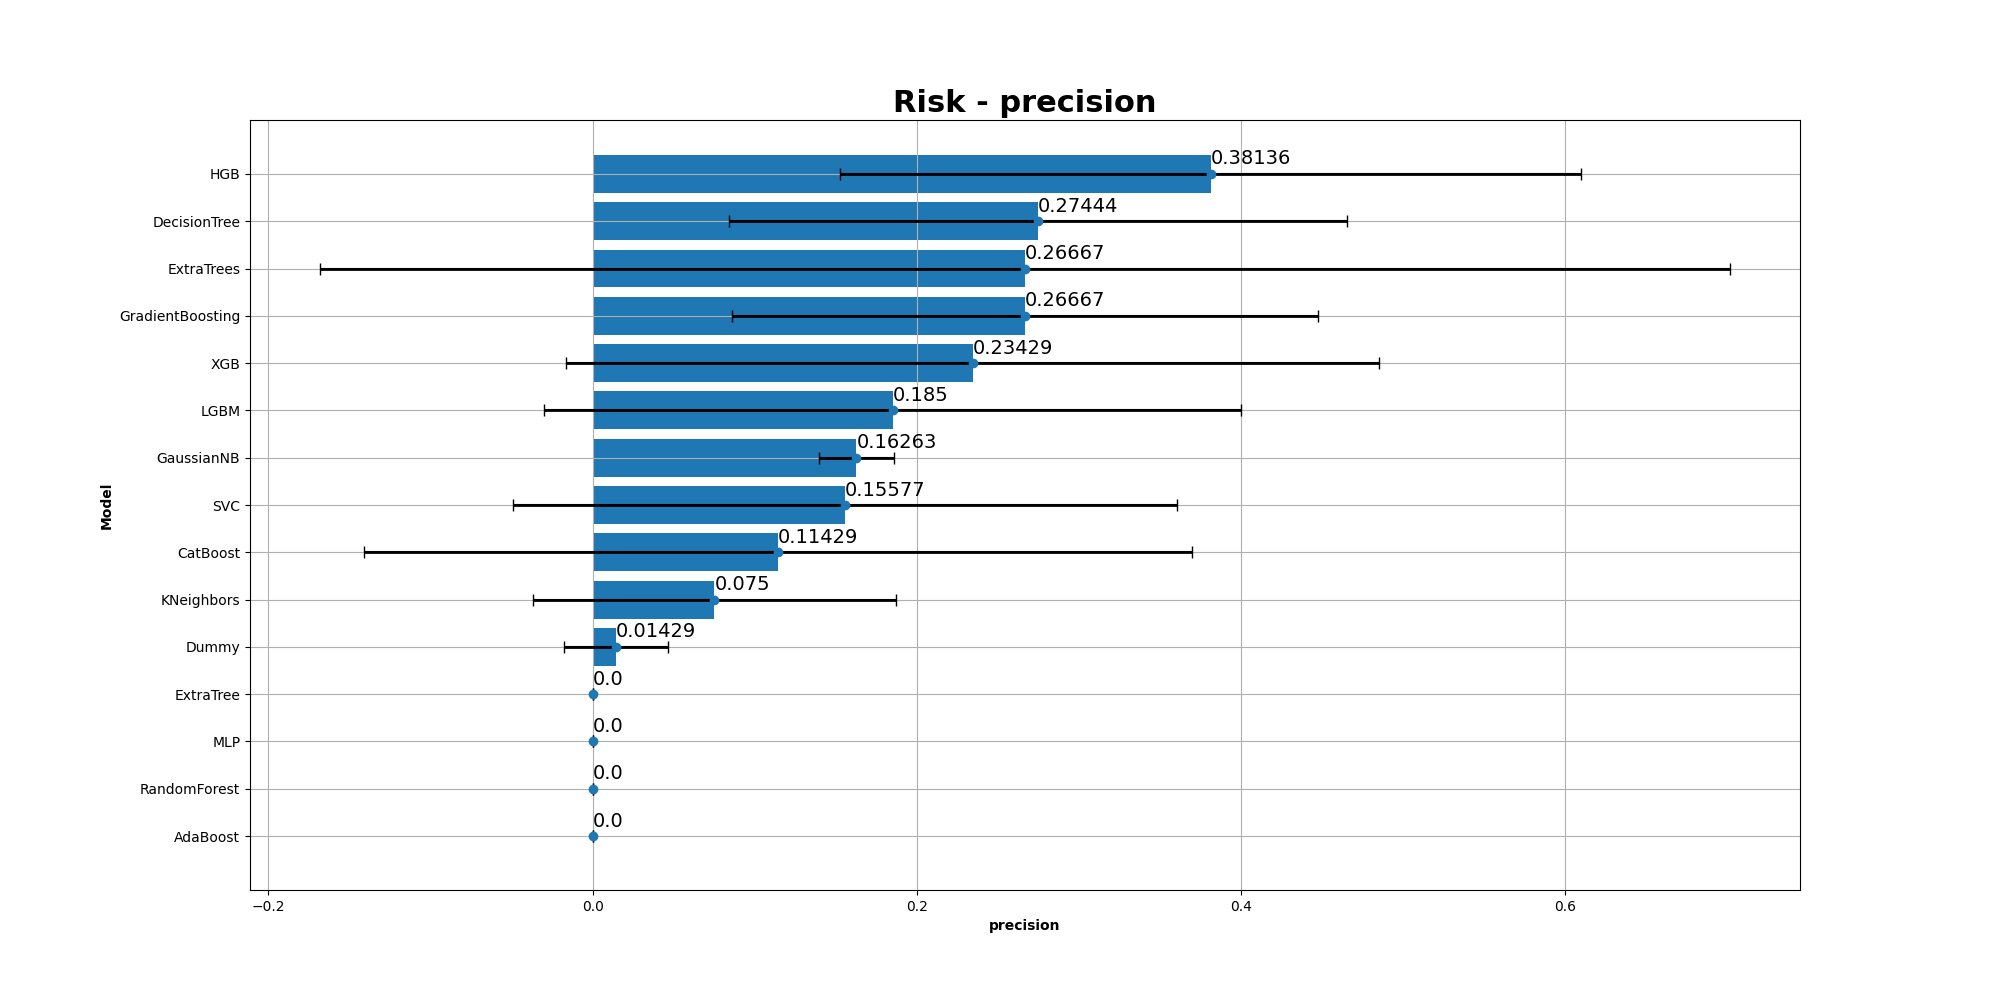 Risk - precision
HGB
0.38136
DecisionTree
0.27444
ExtraTrees
0.26667
GradientBoosting
0.26667
XGB
0.23429
LGBM
0.185
GaussianNB
0.16263
SVC
0.15577
CatBoost
0.11429
KNeighbors
0.075
Dummy
0.01429
ExtraTree
0.0
MLP
0.0
RandomForest
0.0
AdaBoost
0.0
Model
−0.2 0.0 0.2 0.4 0.6
precision